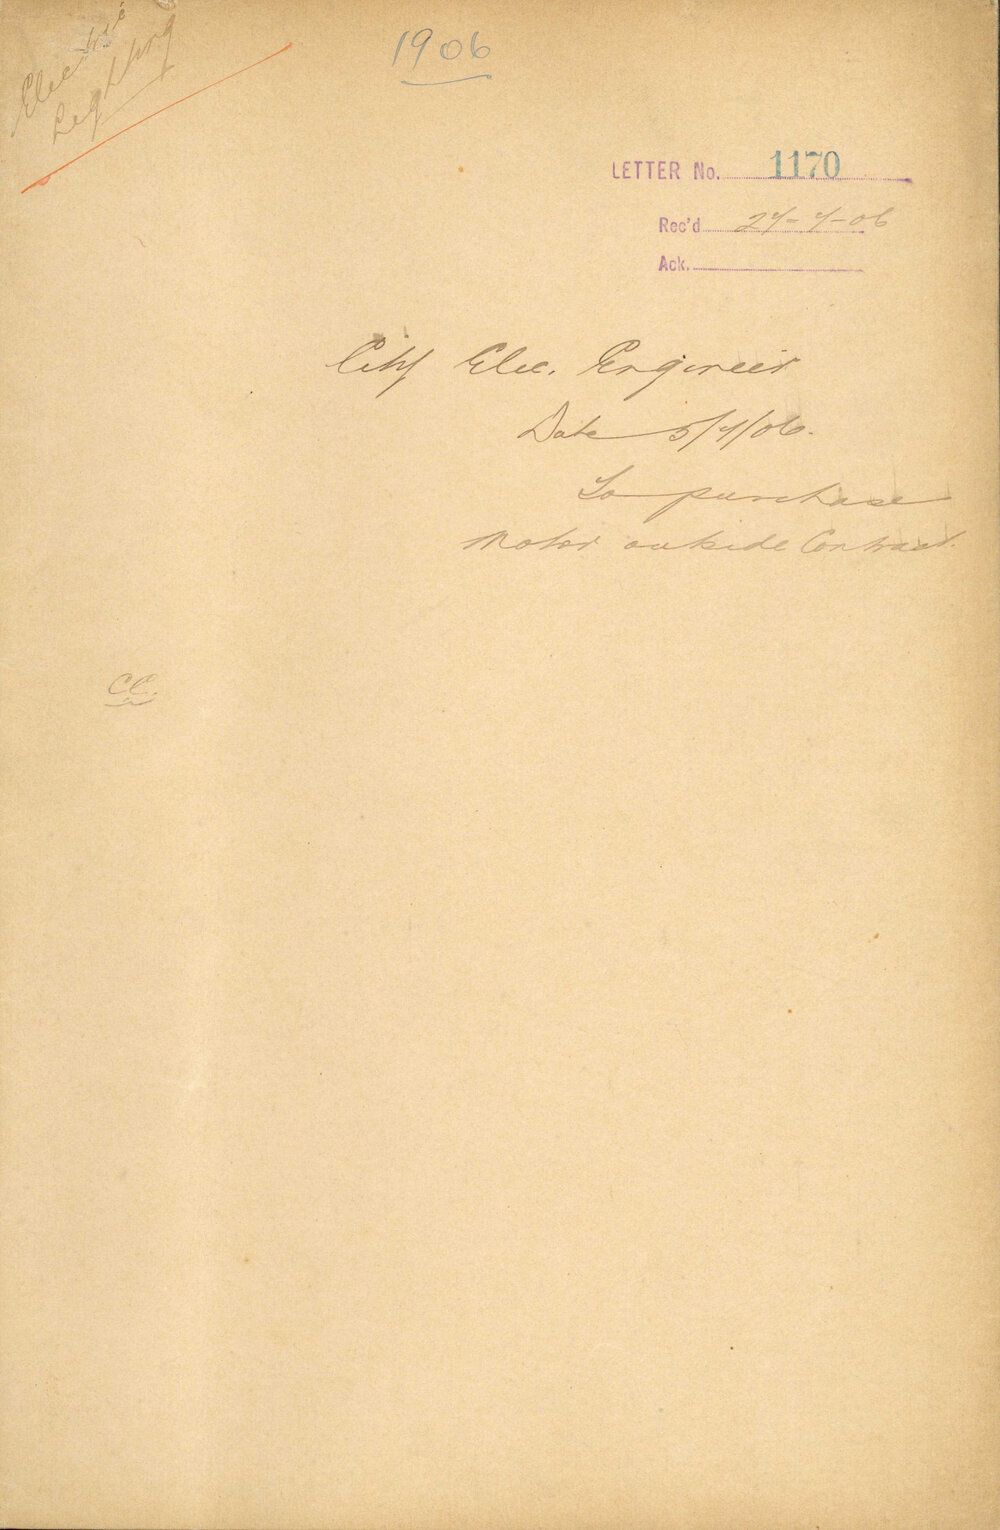 Electric
Lighting
1906
LETTER No. 1170
Rec'd 27-4-06
Ack.
City Elec. Engineer
Date 5/4/06.
To purchase
Motor outside Contract.
CC.